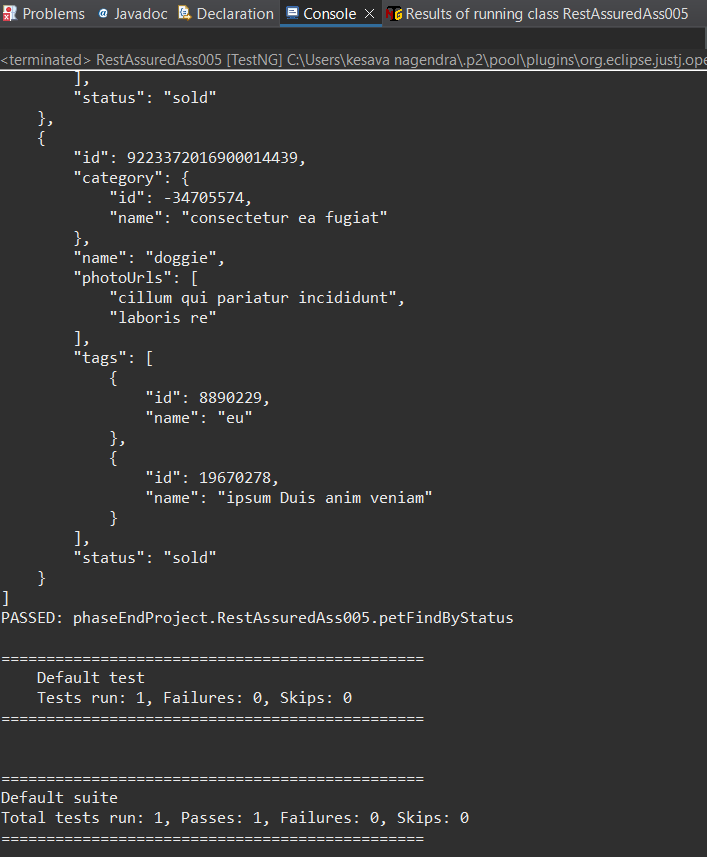 Problems @ Javadoc Declaration Console Results of running class RestAssuredAss005
<terminated> RestAssuredAss005 [TestNG] C:\Users\kesava nagendra\.p2\pool\plugins\org.eclipse.justj.ope
        ],
        "status": "sold"
    },
    {
        "id": 9223372016900014439,
        "category": {
            "id": -34705574,
            "name": "consectetur ea fugiat"
        },
        "name": "doggie",
        "photoUrls": [
            "cillum qui pariatur incididunt",
            "laboris re"
        ],
        "tags": [
            {
                "id": 8890229,
                "name": "eu"
            },
            {
                "id": 19670278,
                "name": "ipsum Duis anim veniam"
            }
        ],
        "status": "sold"
    }
]
PASSED: phaseEndProject.RestAssuredAss005.petFindByStatus
===============================================
    Default test
    Tests run: 1, Failures: 0, Skips: 0
===============================================
===============================================
Default suite
Total tests run: 1, Passes: 1, Failures: 0, Skips: 0
===============================================